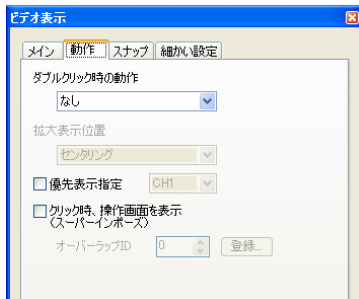 ビデオ表示
メイン 動作 スナップ 細かい設定
ダブルクリック時の動作
なし
拡大表示位置
センタリング
優先表示指定 CH1
クリック時、操作画面を表示
(スーパーインポーズ)
オーバーラップID 0 登録...